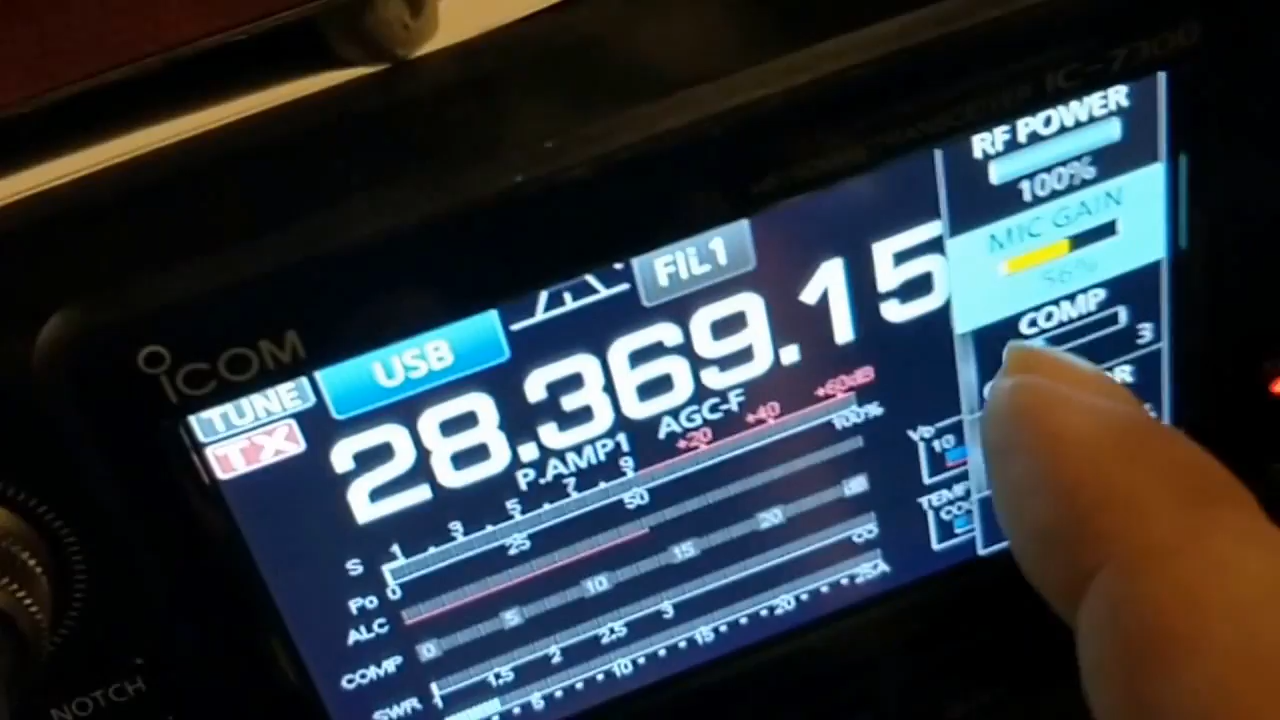 IC-7300
ICOM
TUNE
TX
USB
FIL1
28.369.15
P.AMP1 AGC-F
S 1 3 5 7 9 +20 +40 +60dB
Po 0 25 50 100%
ALC
COMP 0 5 10 15 20
SWR 1 1.5 2 2.5 3 ∞
5 10 15 20 25A
RF POWER
100%
MIC GAIN
56%
COMP
3
10
TEMP
NOTCH